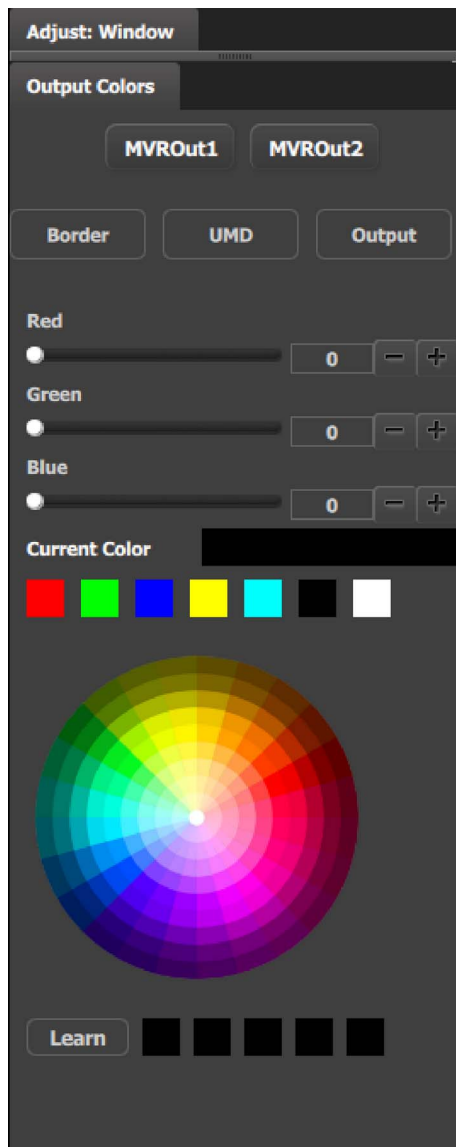 Adjust: Window
Output Colors
MVROut1 MVROut2
Border UMD Output
Red
0 − +
Green
0 − +
Blue
0 − +
Current Color
Learn